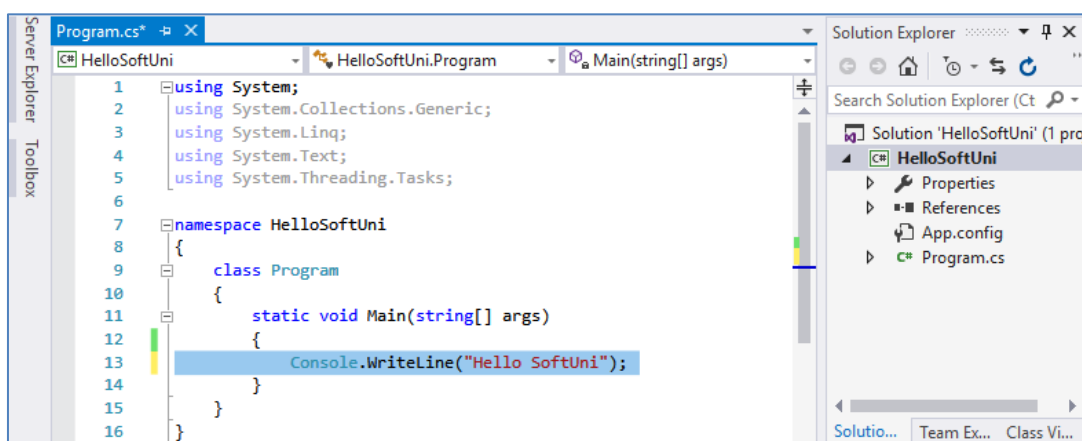 Server Explorer
Toolbox
Program.cs*
HelloSoftUni
HelloSoftUni.Program
Main(string[] args)
1 using System;
2 using System.Collections.Generic;
3 using System.Linq;
4 using System.Text;
5 using System.Threading.Tasks;
6
7 namespace HelloSoftUni
8 {
9 class Program
10 {
11 static void Main(string[] args)
12 {
13 Console.WriteLine("Hello SoftUni");
14 }
15 }
16 }
Solution Explorer
Search Solution Explorer (Ct
Solution 'HelloSoftUni' (1 pro
C# HelloSoftUni
Properties
References
App.config
C# Program.cs
Solutio... Team Ex... Class Vi...